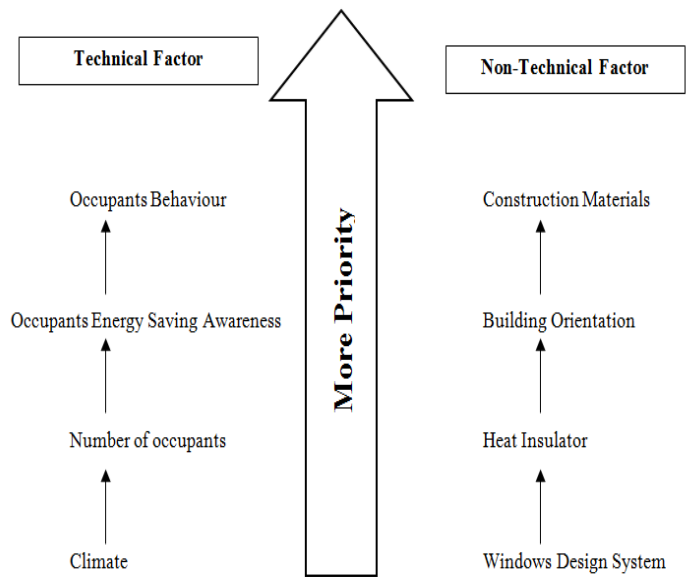 Technical Factor
Occupants Behaviour
Occupants Energy Saving Awareness
Number of occupants
Climate
More Priority
Non-Technical Factor
Construction Materials
Building Orientation
Heat Insulator
Windows Design System